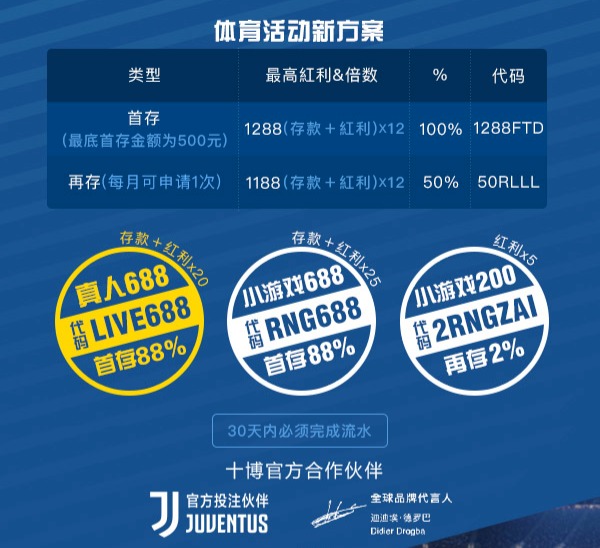 体育活动新方案
类型 最高紅利&倍数 % 代码
首存
(最底首存金额为500元)
1288(存款＋紅利)x12 100% 1288FTD
再存(每月可申请1次) 1188(存款＋紅利)x12 50% 50RLLL
存款＋红利x20
真人688
代码 LIVE688
首存88%
存款＋红利x25
小游戏688
代码 RNG688
首存88%
红利x5
小游戏200
代码 2RNGZAI
再存2%
30天内必须完成流水
十博官方合作伙伴
官方投注伙伴
JUVENTUS
全球品牌代言人
迪迪埃·德罗巴
Didier Drogba